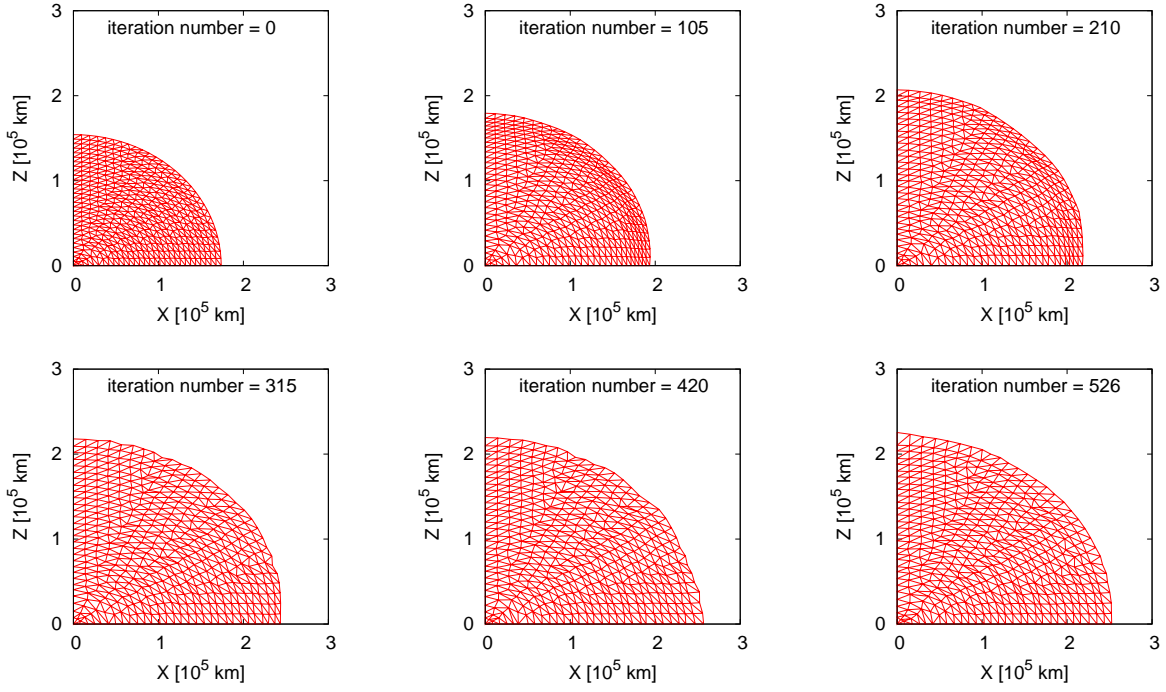 iteration number = 0
3
2
1
0
Z [10^5 km]
0 1 2 3
X [10^5 km]
iteration number = 105
3
2
1
0
Z [10^5 km]
0 1 2 3
X [10^5 km]
iteration number = 210
3
2
1
0
Z [10^5 km]
0 1 2 3
X [10^5 km]
iteration number = 315
3
2
1
0
Z [10^5 km]
0 1 2 3
X [10^5 km]
iteration number = 420
3
2
1
0
Z [10^5 km]
0 1 2 3
X [10^5 km]
iteration number = 526
3
2
1
0
Z [10^5 km]
0 1 2 3
X [10^5 km]